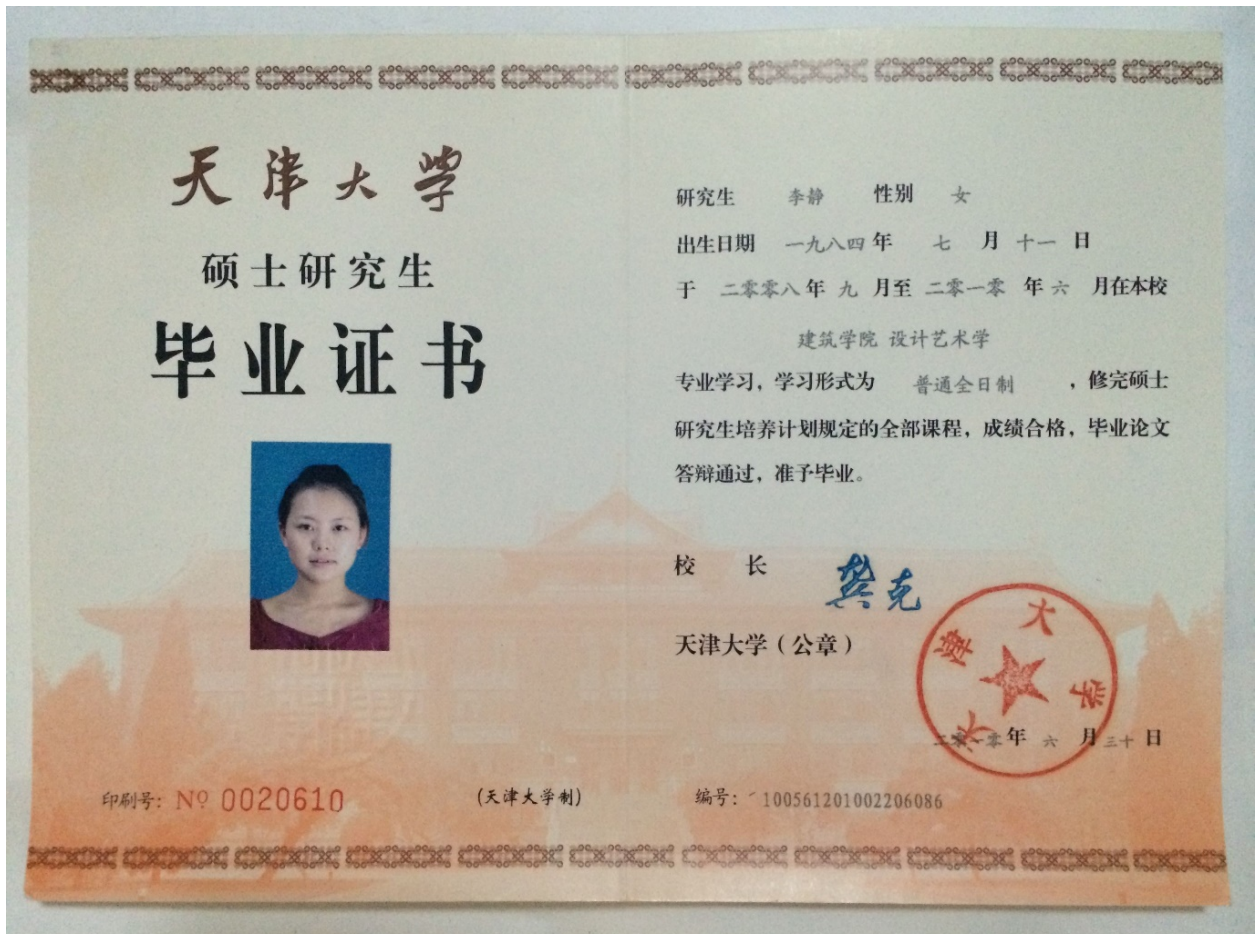 天津大学
硕士研究生
毕业证书
印刷号：№ 0020610
（天津大学制）
研究生 李静 性别 女
出生日期 一九八四年 七 月 十一 日
于 二零零八年 九 月至 二零一零 年 六 月在本校
建筑学院 设计艺术学
专业学习，学习形式为 普通全日制 ，修完硕士
研究生培养计划规定的全部课程，成绩合格，毕业论文
答辩通过，准予毕业。
校 长 龚克
天津大学（公章）
天津大学
二零一零年 六 月 三十 日
编号：100561201002206086